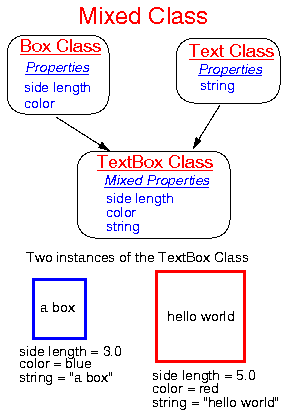 Mixed Class
Box Class
Properties
side length
color
Text Class
Properties
string
TextBox Class
Mixed Properties
side length
color
string
Two instances of the TextBox Class
a box
side length = 3.0
color = blue
string = "a box"
hello world
side length = 5.0
color = red
string = "hello world"